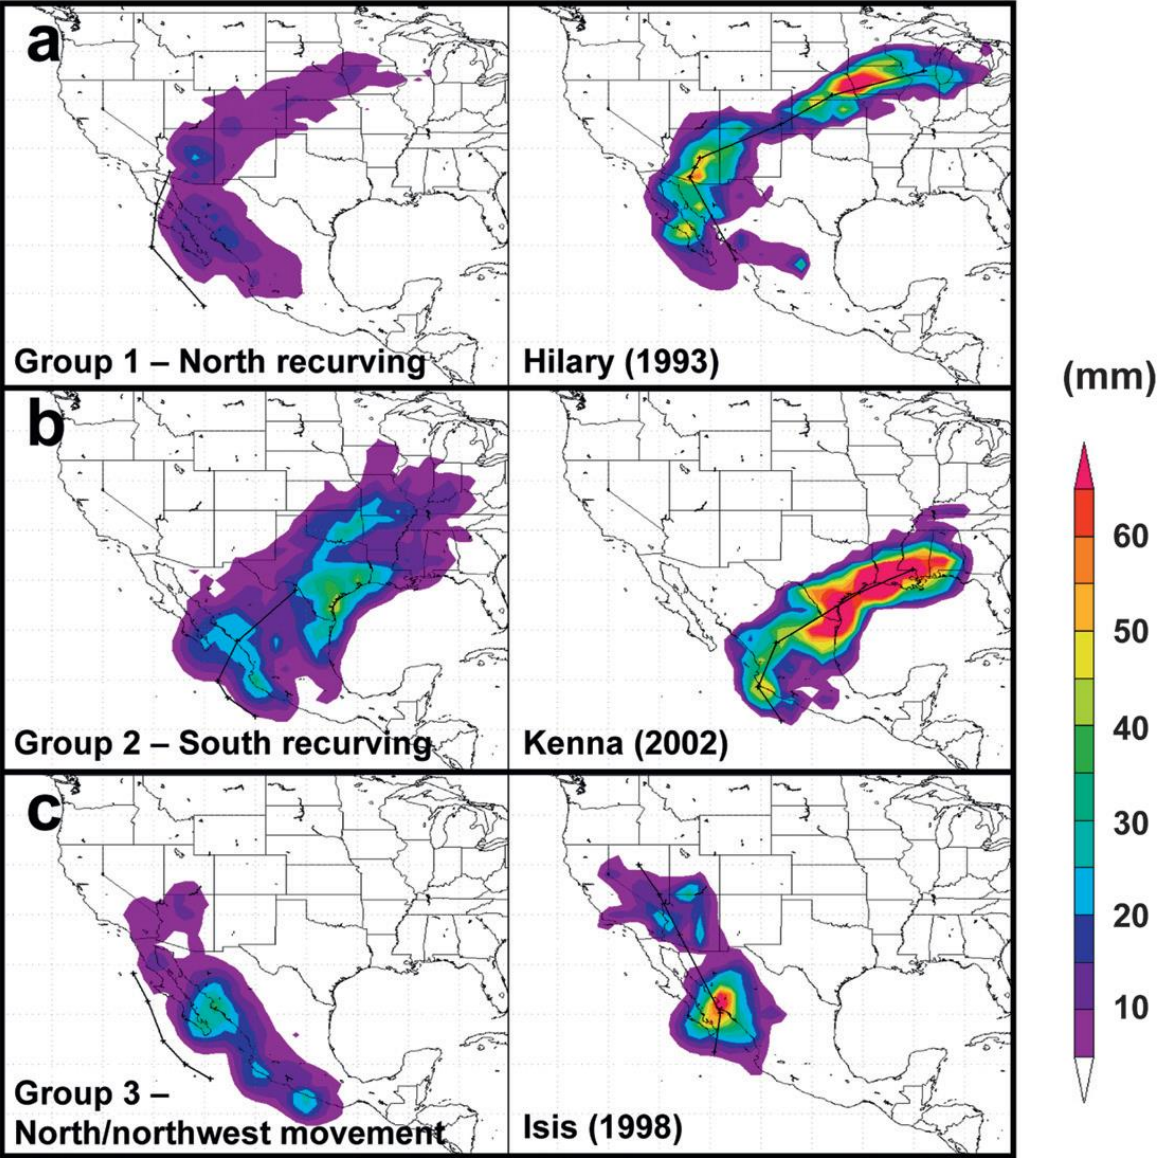 a
Group 1 – North recurving
Hilary (1993)
b
Group 2 – South recurving
Kenna (2002)
c
Group 3 –
North/northwest movement
Isis (1998)
(mm)
60
50
40
30
20
10